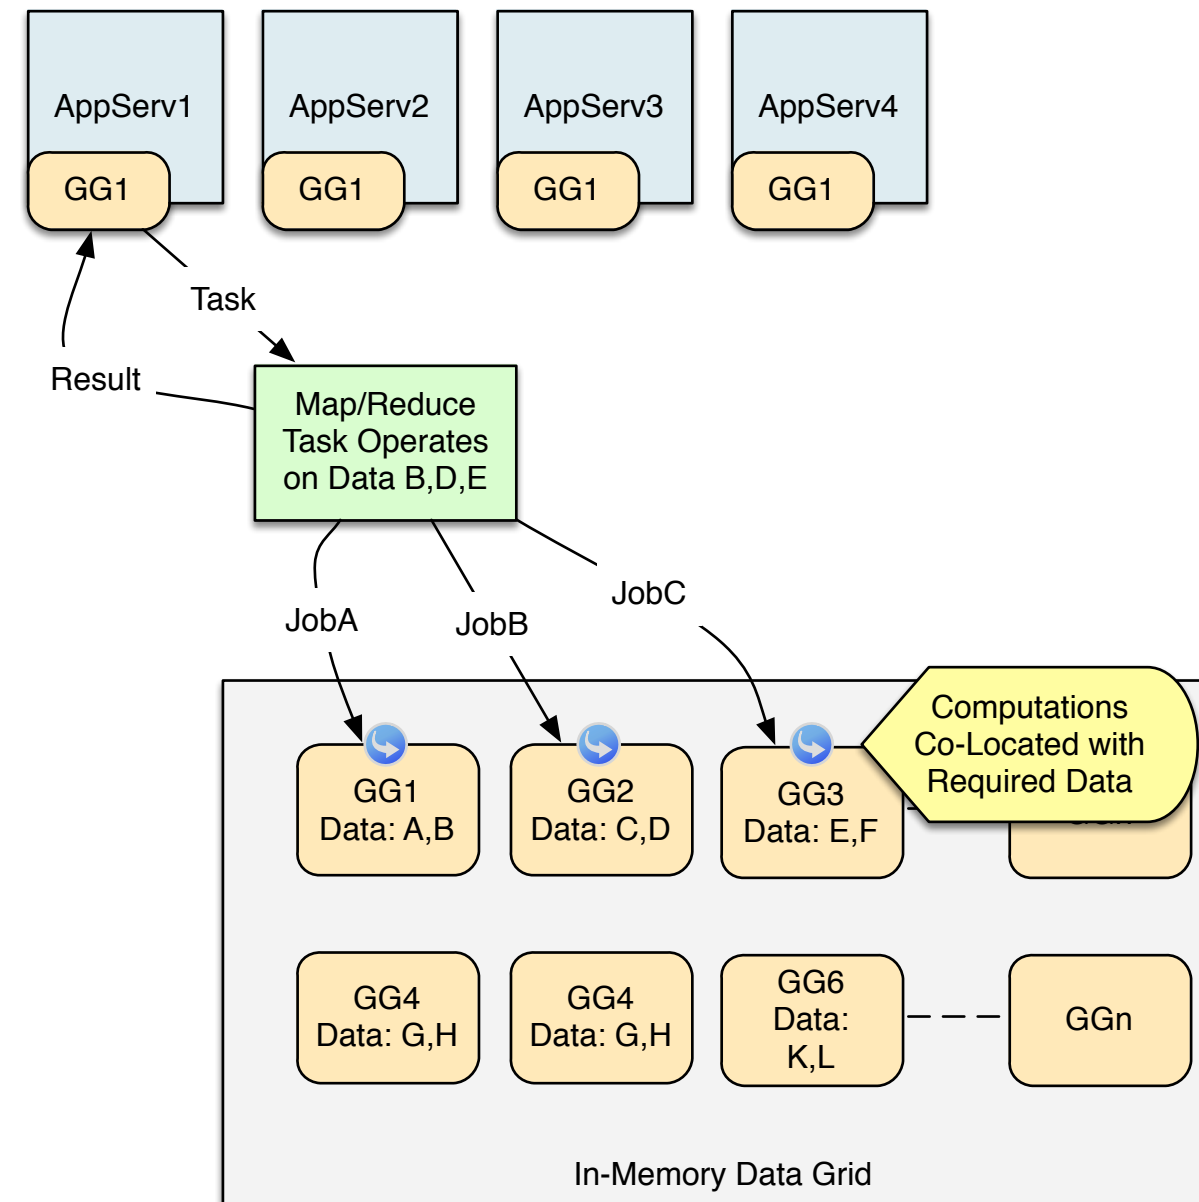 AppServ1
AppServ2
AppServ3
AppServ4
GG1
GG1
GG1
GG1
Task
Result
Map/Reduce
Task Operates
on Data B,D,E
JobA
JobB
JobC
Computations
Co-Located with
Required Data
GG1
Data: A,B
GG2
Data: C,D
GG3
Data: E,F
GG4
Data: G,H
GG4
Data: G,H
GG6
Data:
K,L
GGn
In-Memory Data Grid